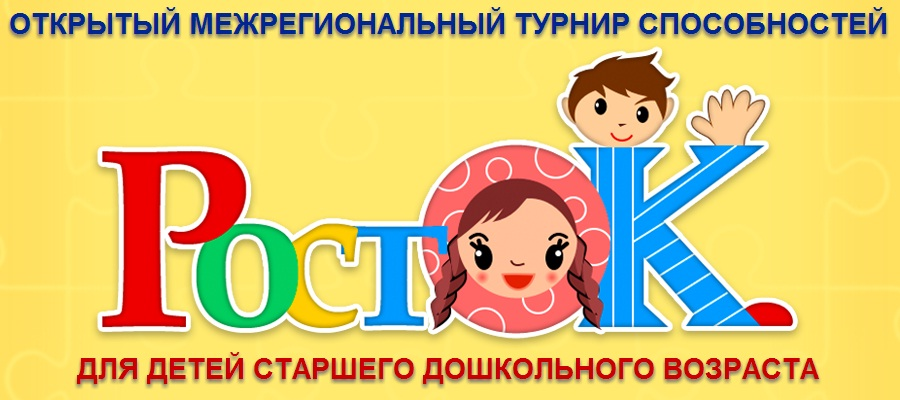 ОТКРЫТЫЙ МЕЖРЕГИОНАЛЬНЫЙ ТУРНИР СПОСОБНОСТЕЙ
РостОК
ДЛЯ ДЕТЕЙ СТАРШЕГО ДОШКОЛЬНОГО ВОЗРАСТА